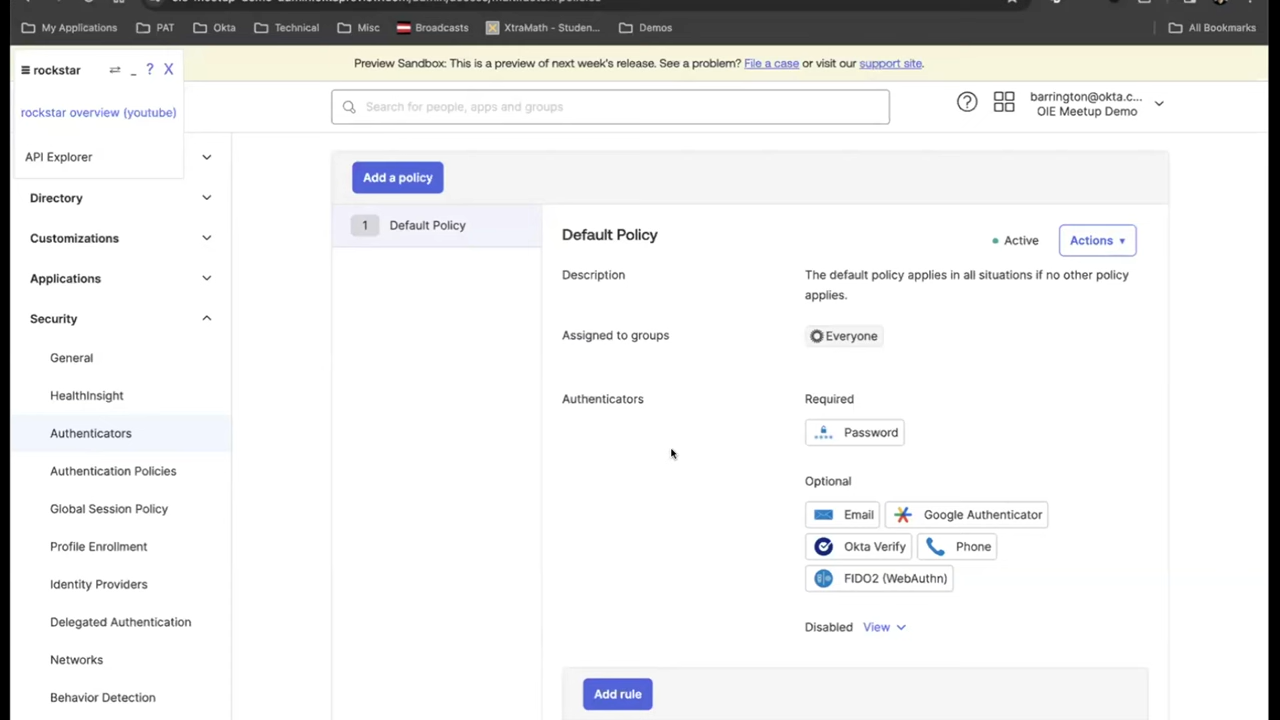 My Applications PAT Okta Technical Misc Broadcasts XtraMath - Studen... Demos All Bookmarks
rockstar ? X
Preview Sandbox: This is a preview of next week's release. See a problem? File a case or visit our support site.
rockstar overview (youtube)
Search for people, apps and groups
barrington@okta.c...
OIE Meetup Demo
API Explorer
Directory
Customizations
Applications
Security
General
HealthInsight
Authenticators
Authentication Policies
Global Session Policy
Profile Enrollment
Identity Providers
Delegated Authentication
Networks
Behavior Detection
Add a policy
1 Default Policy
Default Policy
Active
Actions
Description
The default policy applies in all situations if no other policy
applies.
Assigned to groups
Everyone
Authenticators
Required
Password
Optional
Email Google Authenticator
Okta Verify Phone
FIDO2 (WebAuthn)
Disabled View
Add rule